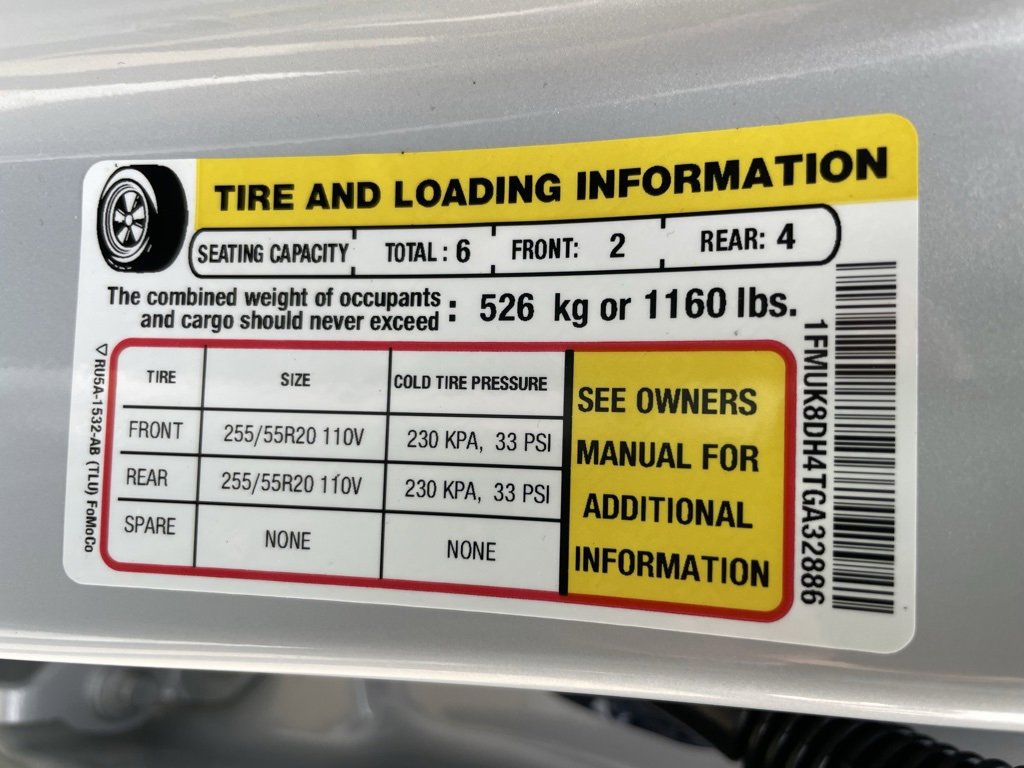 TIRE AND LOADING INFORMATION
SEATING CAPACITY TOTAL : 6 FRONT: 2 REAR: 4
The combined weight of occupants
and cargo should never exceed : 526 kg or 1160 lbs.
TIRE SIZE COLD TIRE PRESSURE
FRONT 255/55R20 110V 230 KPA, 33 PSI
REAR 255/55R20 110V 230 KPA, 33 PSI
SPARE NONE NONE
SEE OWNERS
MANUAL FOR
ADDITIONAL
INFORMATION
1FMUK8DH4TGA32886
RU5A-1532-AB (TLU) FoMoCo